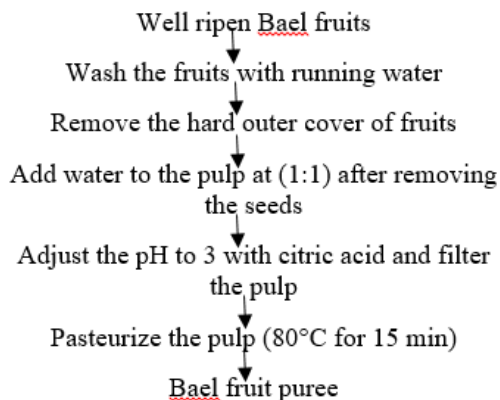 Well ripen Bael fruits
Wash the fruits with running water
Remove the hard outer cover of fruits
Add water to the pulp at (1:1) after removing
the seeds
Adjust the pH to 3 with citric acid and filter
the pulp
Pasteurize the pulp (80°C for 15 min)
Bael fruit puree